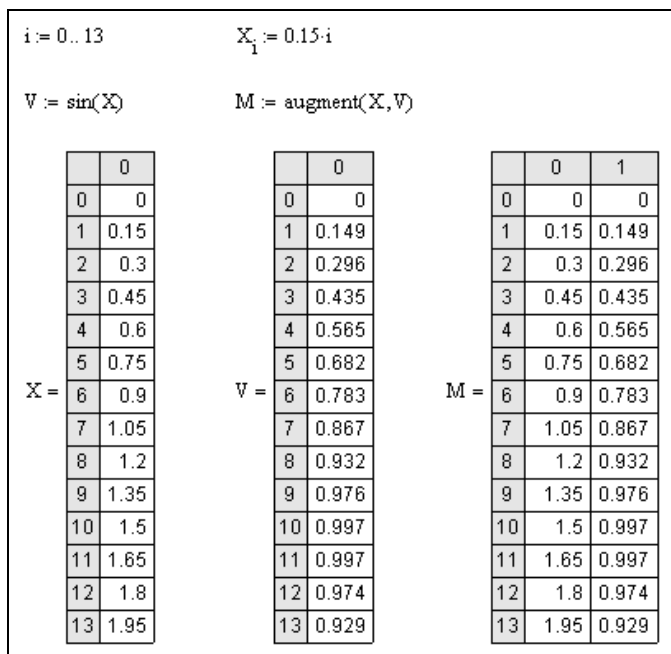 i := 0.. 13 X_i := 0.15·i
V := sin(X) M := augment(X,V)
0 0 0 1
0 0 0 0 0 0 0
1 0.15 1 0.149 1 0.15 0.149
2 0.3 2 0.296 2 0.3 0.296
3 0.45 3 0.435 3 0.45 0.435
4 0.6 4 0.565 4 0.6 0.565
5 0.75 5 0.682 5 0.75 0.682
X = 6 0.9 V = 6 0.783 M = 6 0.9 0.783
7 1.05 7 0.867 7 1.05 0.867
8 1.2 8 0.932 8 1.2 0.932
9 1.35 9 0.976 9 1.35 0.976
10 1.5 10 0.997 10 1.5 0.997
11 1.65 11 0.997 11 1.65 0.997
12 1.8 12 0.974 12 1.8 0.974
13 1.95 13 0.929 13 1.95 0.929